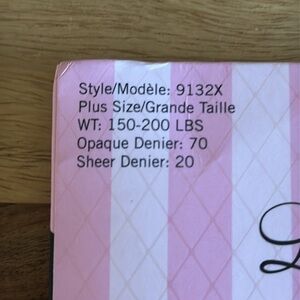 Style/Modèle: 9132X
Plus Size/Grande Taille
WT: 150-200 LBS
Opaque Denier: 70
Sheer Denier: 20